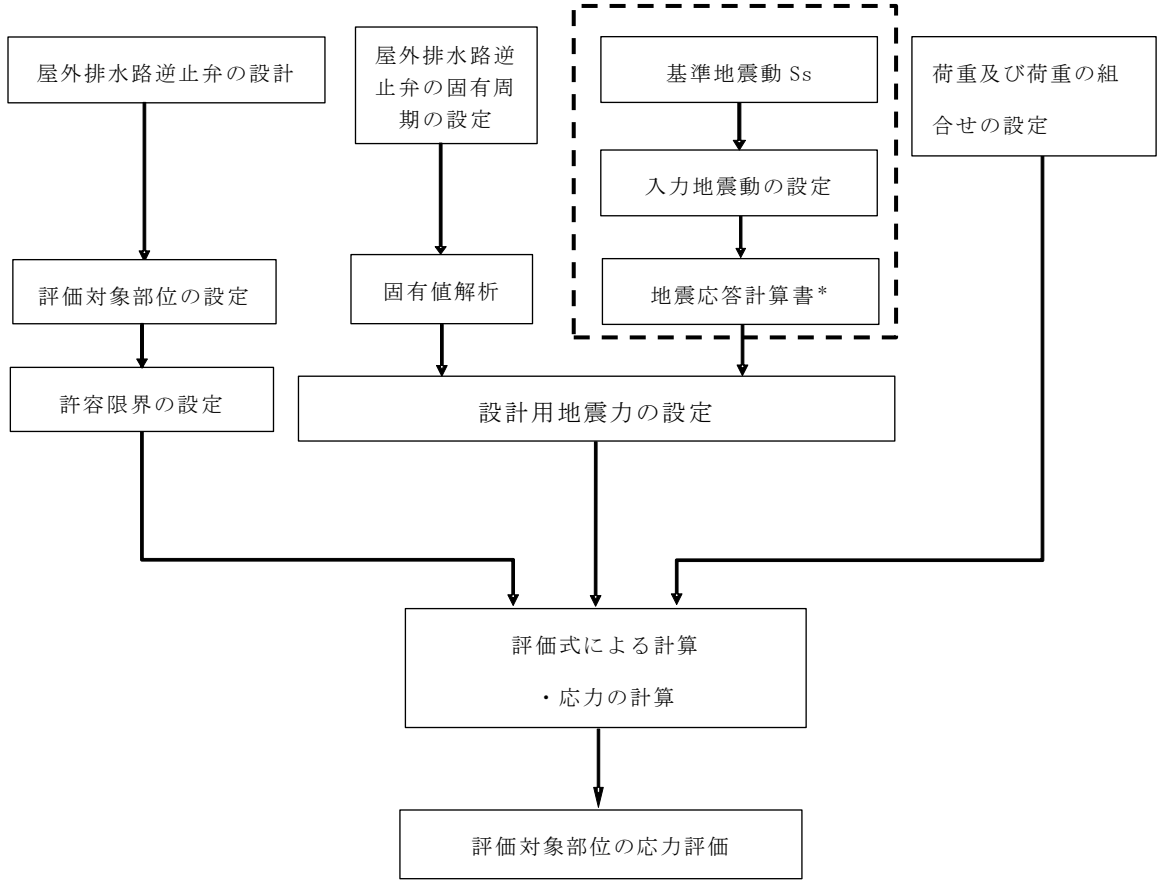 屋外排水路逆止弁の設計
屋外排水路逆
止弁の固有周
期の設定
基準地震動 Ss
荷重及び荷重の組
合せの設定
入力地震動の設定
評価対象部位の設定
固有値解析
地震応答計算書*
許容限界の設定
設計用地震力の設定
評価式による計算
・応力の計算
評価対象部位の応力評価